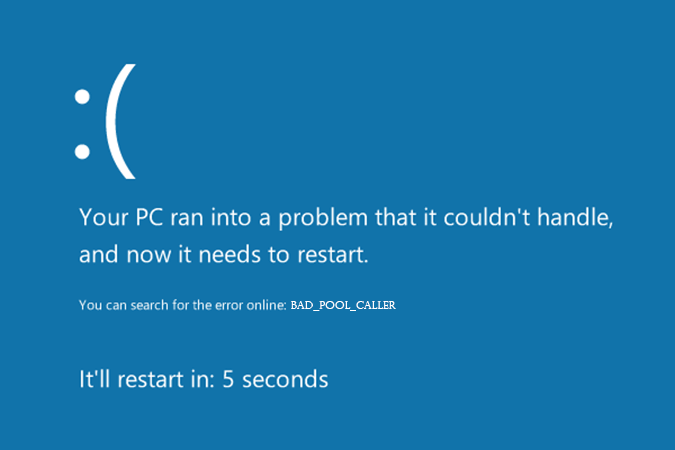 :(
Your PC ran into a problem that it couldn't handle,
and now it needs to restart.
You can search for the error online: BAD_POOL_CALLER
It'll restart in: 5 seconds